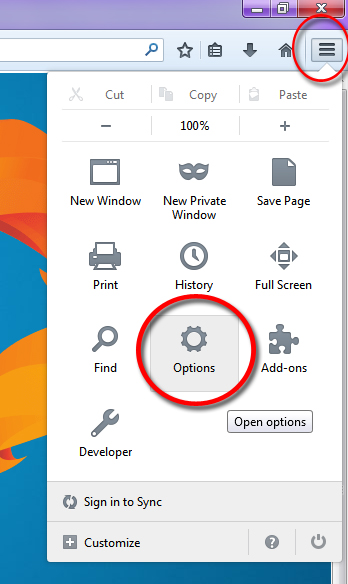 Cut Copy Paste
− 100% +
New Window New Private Window Save Page
Print History Full Screen
Find Options Add-ons
Developer Open options
Sign in to Sync
Customize ?